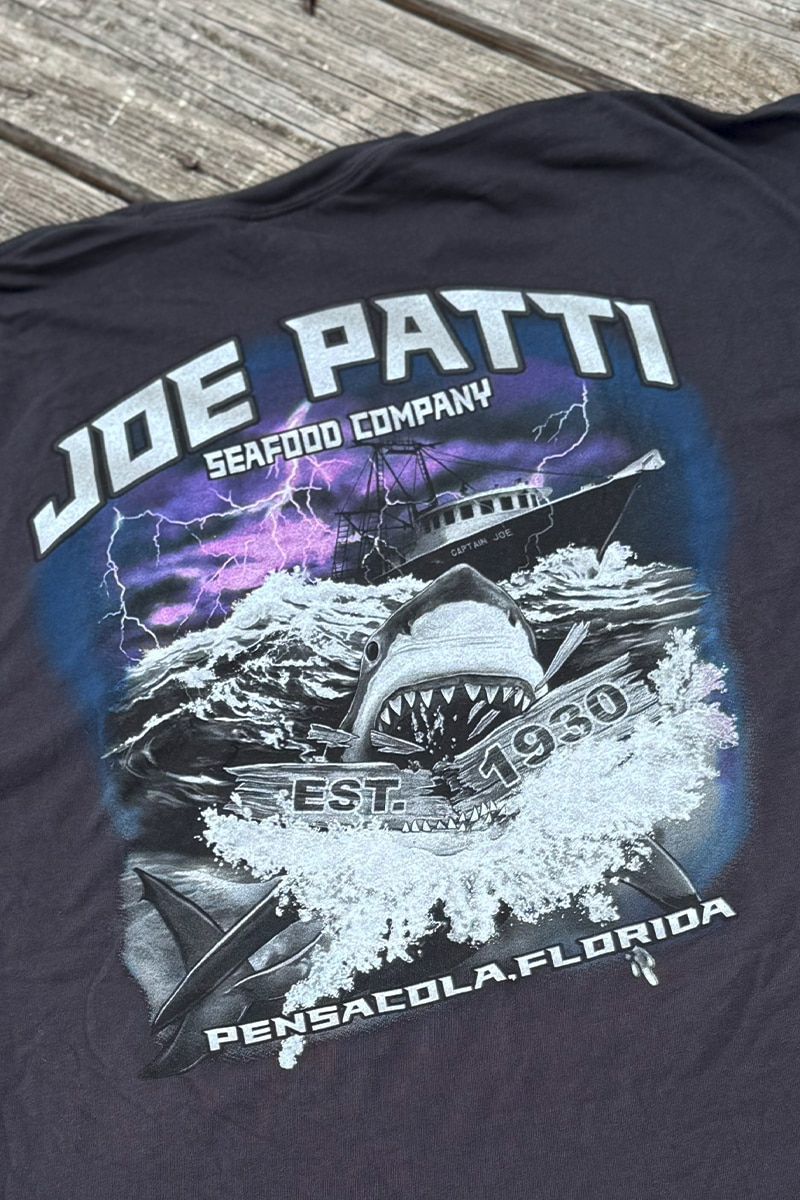 JOE PATTI
SEAFOOD COMPANY
CAPTAIN JOE
EST. 1930
PENSACOLA, FLORIDA